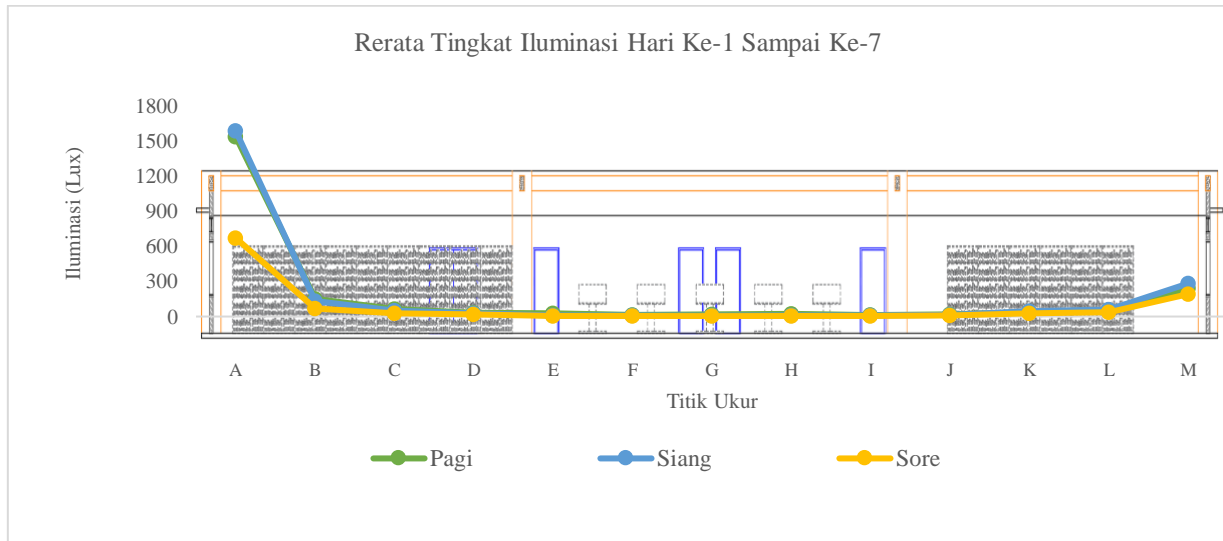 Rerata Tingkat Iluminasi Hari Ke-1 Sampai Ke-7
Iluminasi (Lux)
1800
1500
1200
900
600
300
0
A B C D E F G H I J K L M
Titik Ukur
Pagi Siang Sore